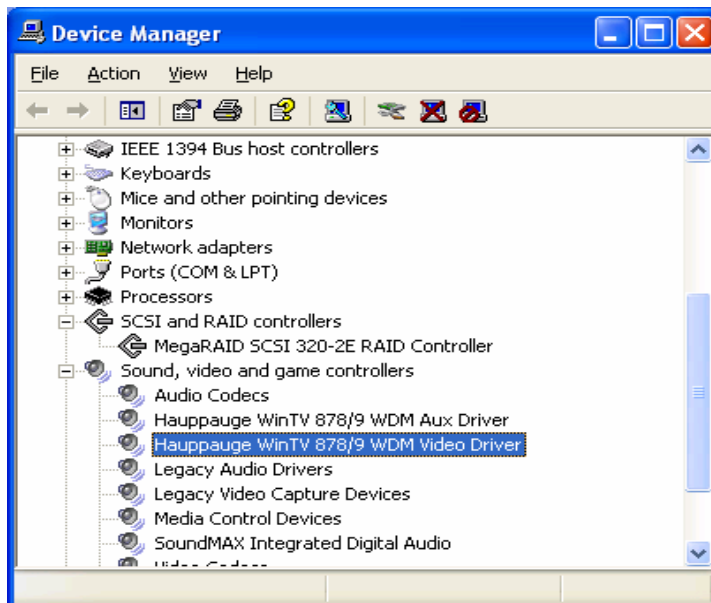 Device Manager
File Action View Help
IEEE 1394 Bus host controllers
Keyboards
Mice and other pointing devices
Monitors
Network adapters
Ports (COM & LPT)
Processors
SCSI and RAID controllers
MegaRAID SCSI 320-2E RAID Controller
Sound, video and game controllers
Audio Codecs
Hauppauge WinTV 878/9 WDM Aux Driver
Hauppauge WinTV 878/9 WDM Video Driver
Legacy Audio Drivers
Legacy Video Capture Devices
Media Control Devices
SoundMAX Integrated Digital Audio
Video Codecs